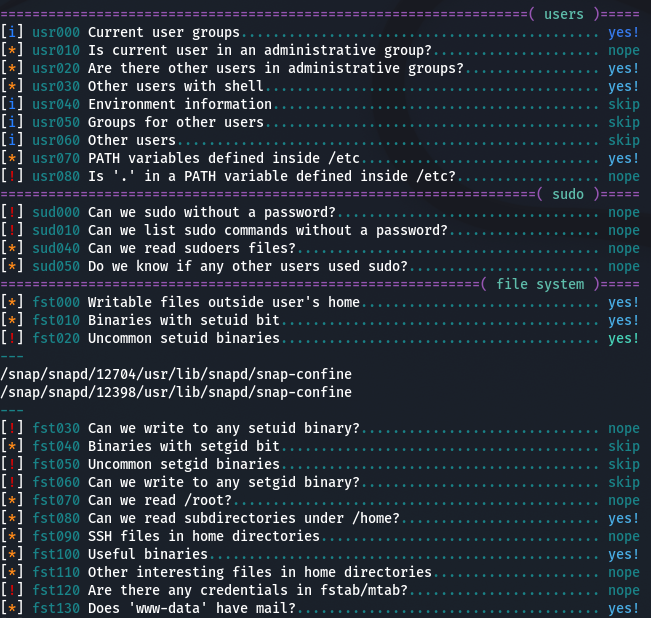 ==================================================================( users )=====
[i] usr000 Current user groups............................................. yes!
[*] usr010 Is current user in an administrative group?..................... nope
[*] usr020 Are there other users in administrative groups?................. yes!
[*] usr030 Other users with shell.......................................... yes!
[i] usr040 Environment information......................................... skip
[i] usr050 Groups for other users.......................................... skip
[i] usr060 Other users..................................................... skip
[*] usr070 PATH variables defined inside /etc.............................. yes!
[!] usr080 Is '.' in a PATH variable defined inside /etc?.................. nope
===================================================================( sudo )=====
[!] sud000 Can we sudo without a password?................................. nope
[!] sud010 Can we list sudo commands without a password?................... nope
[*] sud040 Can we read sudoers files?...................................... nope
[*] sud050 Do we know if any other users used sudo?........................ nope
============================================================( file system )=====
[*] fst000 Writable files outside user's home.............................. yes!
[*] fst010 Binaries with setuid bit........................................ yes!
[!] fst020 Uncommon setuid binaries........................................ yes!
---
/snap/snapd/12704/usr/lib/snapd/snap-confine
/snap/snapd/12398/usr/lib/snapd/snap-confine
---
[!] fst030 Can we write to any setuid binary?.............................. nope
[*] fst040 Binaries with setgid bit........................................ skip
[!] fst050 Uncommon setgid binaries........................................ skip
[!] fst060 Can we write to any setgid binary?.............................. skip
[*] fst070 Can we read /root?.............................................. nope
[*] fst080 Can we read subdirectories under /home?......................... yes!
[*] fst090 SSH files in home directories................................... nope
[*] fst100 Useful binaries................................................. yes!
[*] fst110 Other interesting files in home directories..................... nope
[!] fst120 Are there any credentials in fstab/mtab?........................ nope
[*] fst130 Does 'www-data' have mail?...................................... yes!